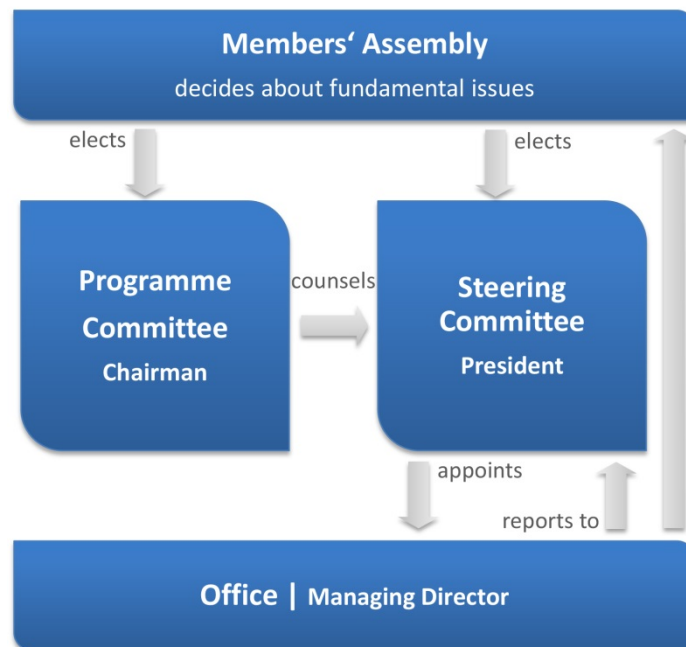 Members‘ Assembly
decides about fundamental issues
elects
elects
Programme
Committee
Chairman
counsels
Steering
Committee
President
appoints
reports to
Office | Managing Director